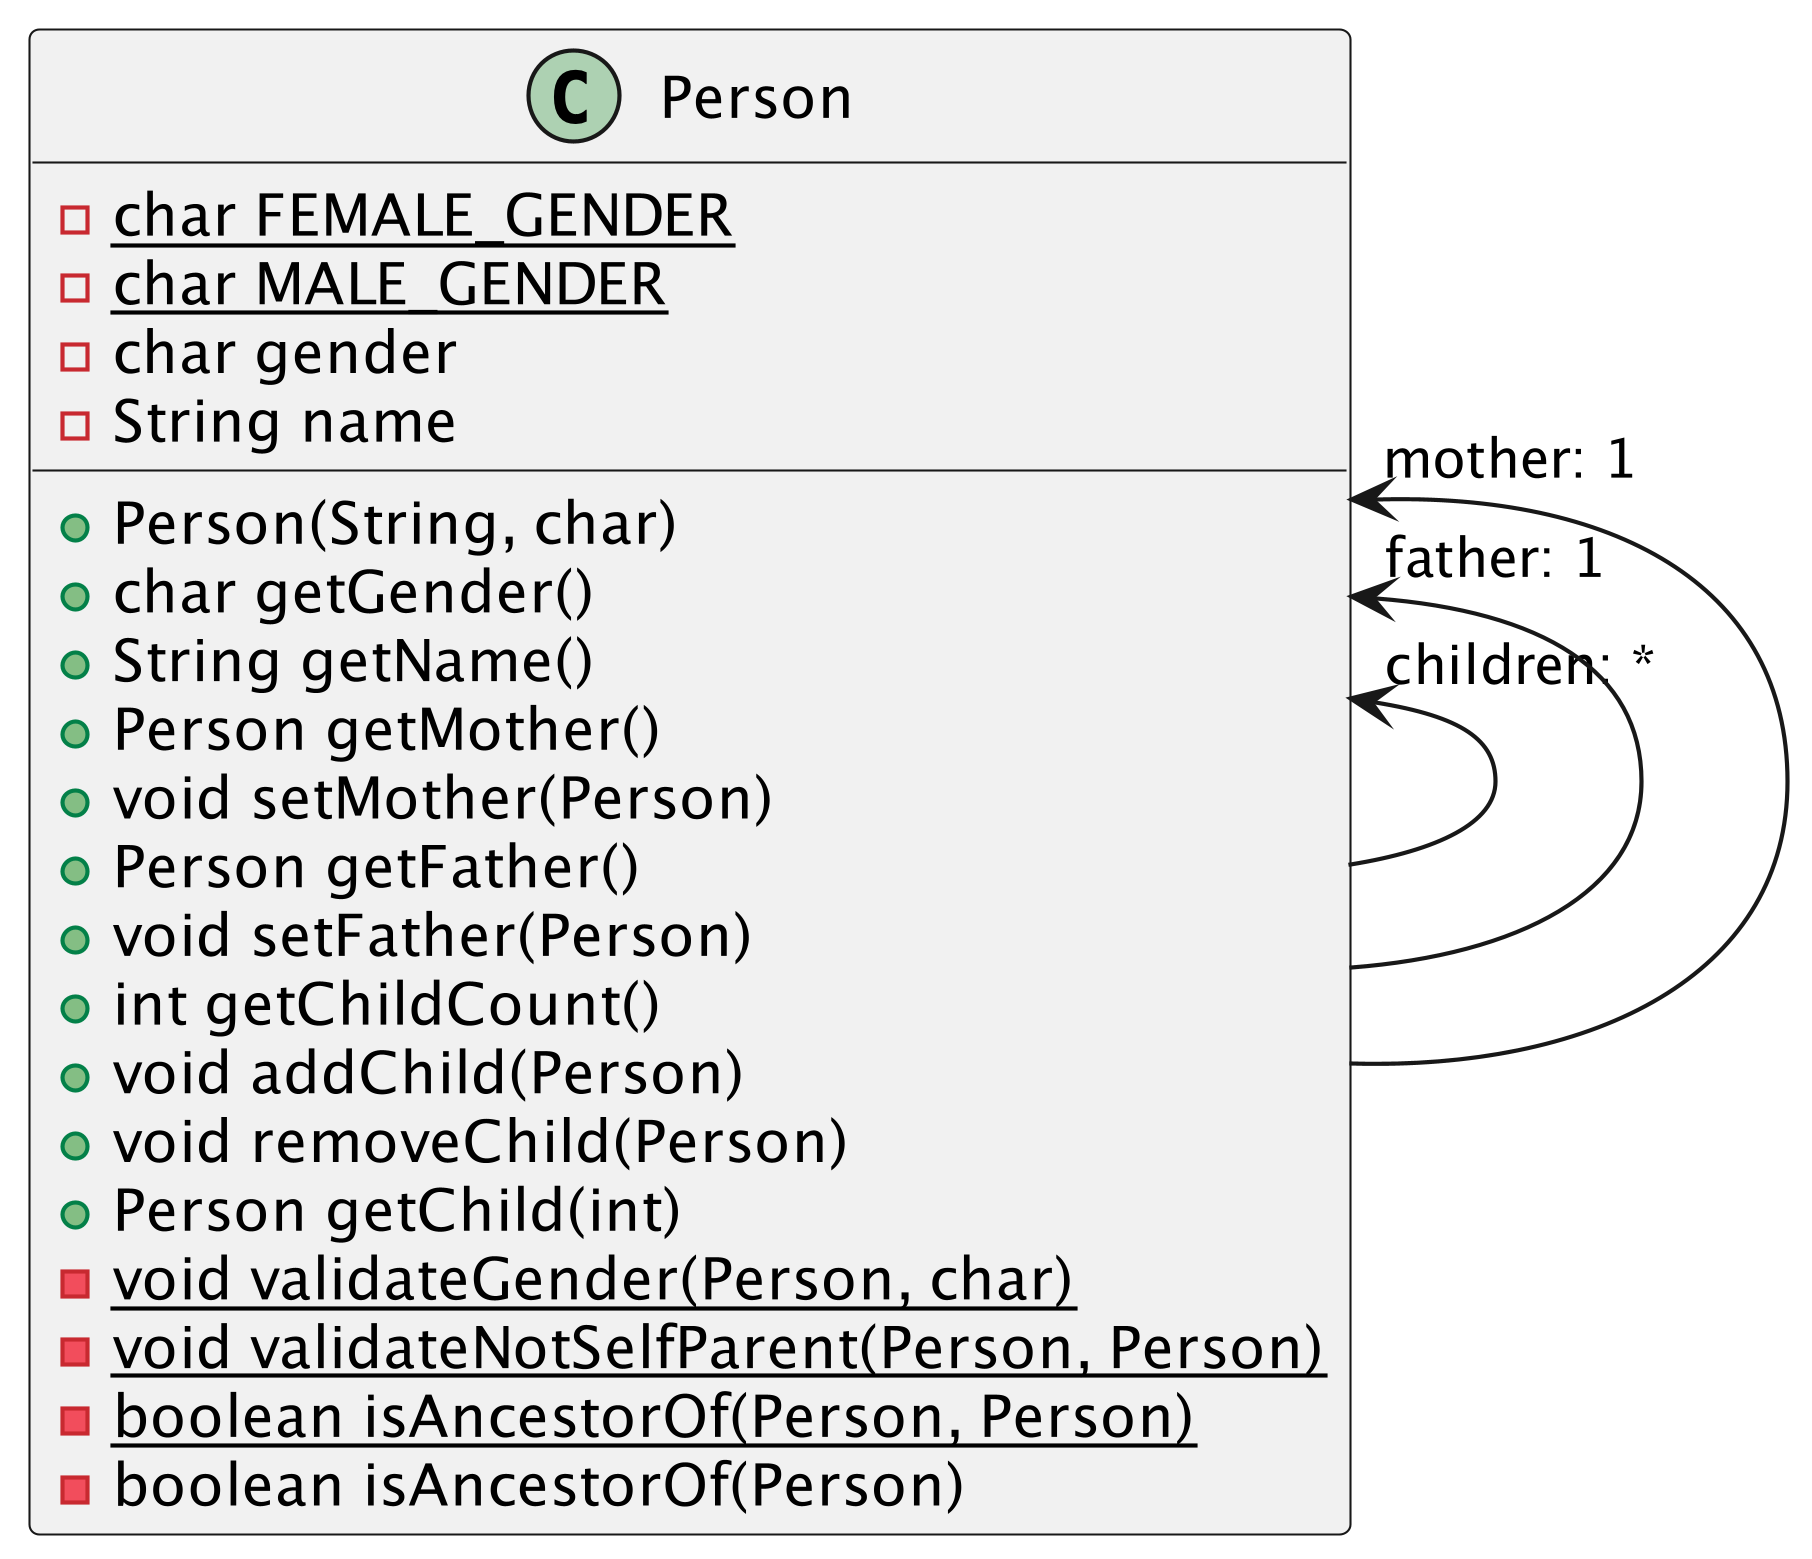 C Person
char FEMALE_GENDER
char MALE_GENDER
char gender
String name
Person(String, char)
char getGender()
String getName()
Person getMother()
void setMother(Person)
Person getFather()
void setFather(Person)
int getChildCount()
void addChild(Person)
void removeChild(Person)
Person getChild(int)
void validateGender(Person, char)
void validateNotSelfParent(Person, Person)
boolean isAncestorOf(Person, Person)
boolean isAncestorOf(Person)
mother: 1
father: 1
children: *